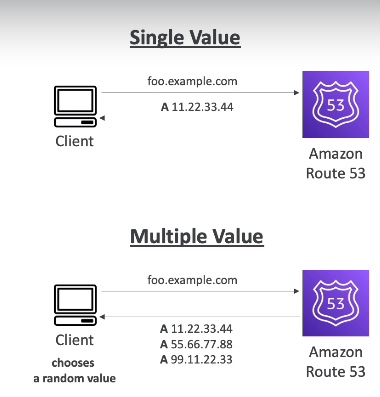 Single Value
foo.example.com
53
A 11.22.33.44
Client
Amazon
Route 53
Multiple Value
foo.example.com
53
A 11.22.33.44
A 55.66.77.88
A 99.11.22.33
Client
chooses
a random value
Amazon
Route 53